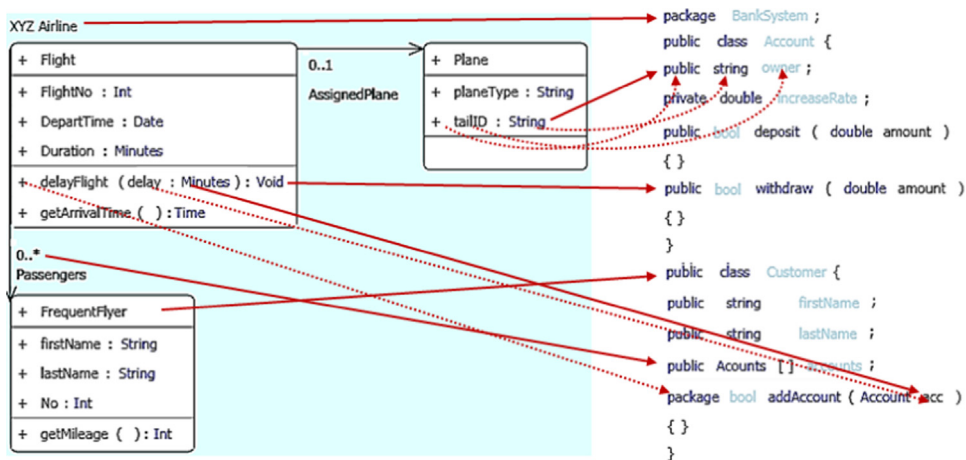 XYZ Airline
+ Flight
+ FlightNo : Int
+ DepartTime : Date
+ Duration : Minutes
+ delayFlight ( delay : Minutes ) : Void
+ getArrivalTime ( ) : Time
0..1
AssignedPlane
+ Plane
+ planeType : String
+ tailID : String
0..*
Passengers
+ FrequentFlyer
+ firstName : String
+ lastName : String
+ No : Int
+ getMileage ( ) : Int
package BankSystem ;
public class Account {
public string owner ;
private double increaseRate ;
public bool deposit ( double amount )
{ }
public bool withdraw ( double amount )
{ }
}
public class Customer {
public string firstName ;
public string lastName ;
public Acounts [ ] accounts ;
package bool addAccount ( Account acc )
{ }
}